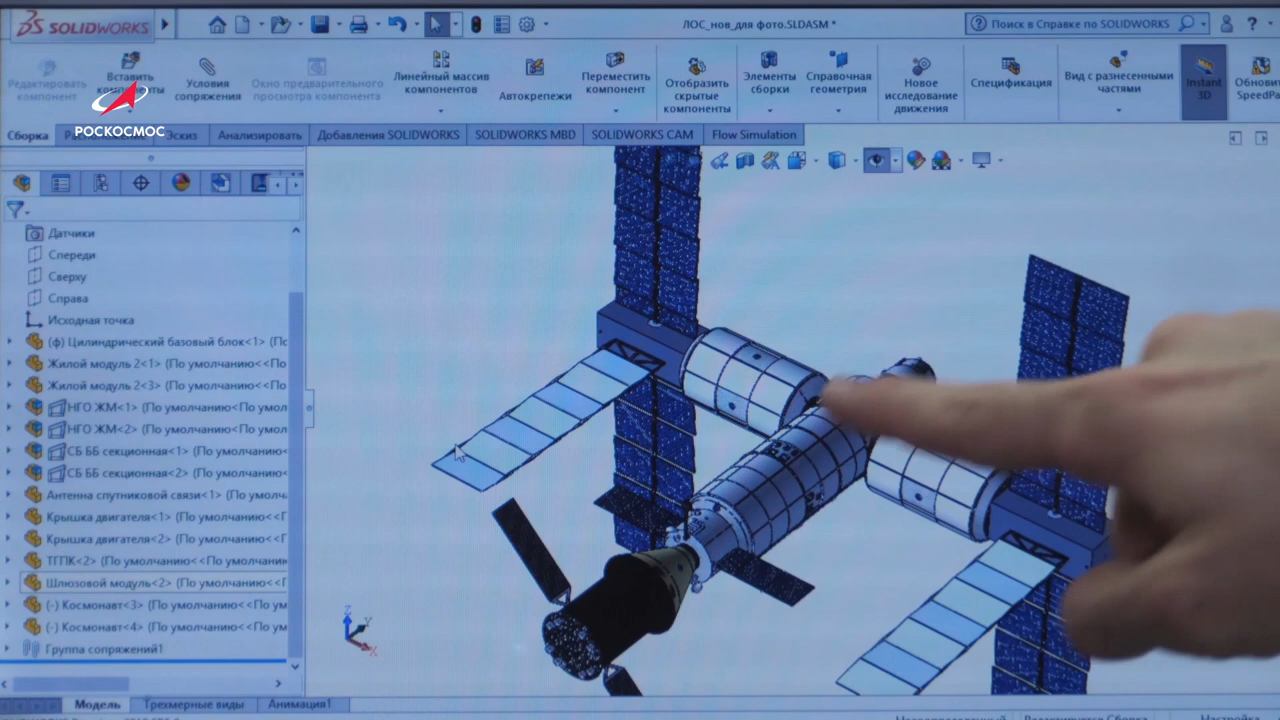 SOLIDWORKS
ЛОС_нов_для фото.SLDASM *
Поиск в Справке по SOLIDWORKS
Редактировать компонент
Вставить
Условия сопряжения
Окно предварительного просмотра компонента
Линейный массив компонентов
Автокрепежи
Переместить компонент
Отобразить скрытые компоненты
Элементы сборки
Справочная геометрия
Новое исследование движения
Спецификация
Вид с разнесенными частями
Instant 3D
РОСКОСМОС
Сборка
Эскиз
Анализировать
Добавления SOLIDWORKS
SOLIDWORKS MBD
SOLIDWORKS CAM
Flow Simulation
Датчики
Спереди
Сверху
Справа
Исходная точка
(ф) Цилиндрический базовый блок<1> (По
Жилой модуль 2<1> (По умолчанию<<По
Жилой модуль 2<3> (По умолчанию<<По
НГО ЖМ<1> (По умолчанию<По умол
НГО ЖМ<2> (По умолчанию<По умол
СБ ББ секционная<1> (По умолчанию<
СБ ББ секционная<2> (По умолчанию<
Антенна спутниковой связи<1> (По умолч
Крышка двигателя<1> (По умолчанию<<П
Крышка двигателя<2> (По умолчанию<<П
ТГПК<2> (По умолчанию<<По умолчани
Шлюзовой модуль<2> (По умолчанию<<П
(-) Космонавт<3> (По умолчанию<<По ум
(-) Космонавт<4> (По умолчанию<<По ум
Группа сопряжений1
Z
Y
X
Модель
Трехмерные виды
Анимация1